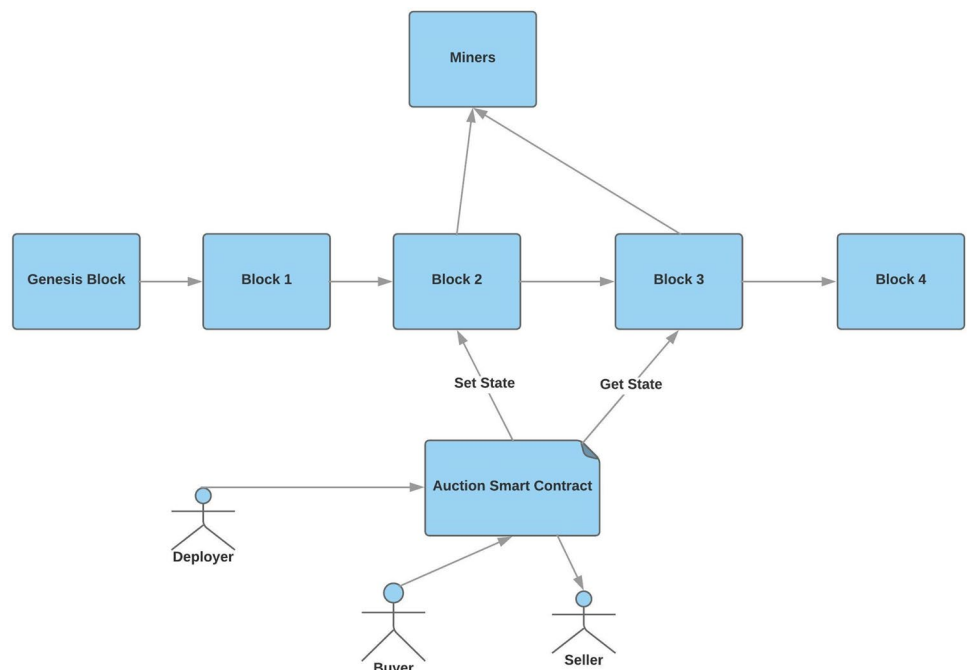 Miners
Genesis Block
Block 1
Block 2
Block 3
Block 4
Set State
Get State
Auction Smart Contract
Deployer
Buyer
Seller